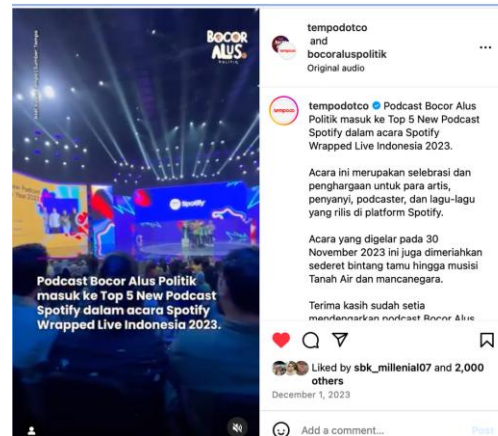 BOCOR
ALUS
POLITIK
Spotify
Podcast Bocor Alus Politik
masuk ke Top 5 New Podcast
Spotify dalam acara Spotify
Wrapped Live Indonesia 2023.
tempodotco
and
bocoraluspolitik
Original audio
tempodotco Podcast Bocor Alus
Politik masuk ke Top 5 New Podcast
Spotify dalam acara Spotify
Wrapped Live Indonesia 2023.
Acara ini merupakan selebrasi dan
penghargaan untuk para artis,
penyanyi, podcaster, dan lagu-lagu
yang rilis di platform Spotify.
Acara yang digelar pada 30
November 2023 ini juga dimeriahkan
sederet bintang tamu hingga musisi
Tanah Air dan mancanegara.
Terima kasih sudah setia
mendengarkan podcast Bocor Alus
Liked by sbk_millenial07 and 2,000
others
December 1, 2023
Add a comment...
Post